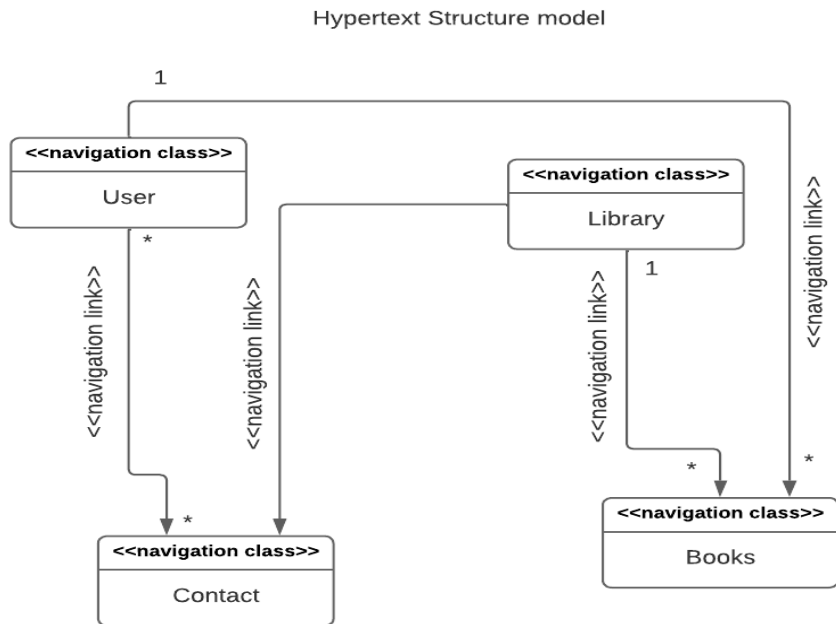 Hypertext Structure model
1
<<navigation class>>
User
*
<<navigation class>>
Library
1
<<navigation link>>
<<navigation link>>
<<navigation link>>
<<navigation link>>
*
*
*
<<navigation class>>
Contact
<<navigation class>>
Books